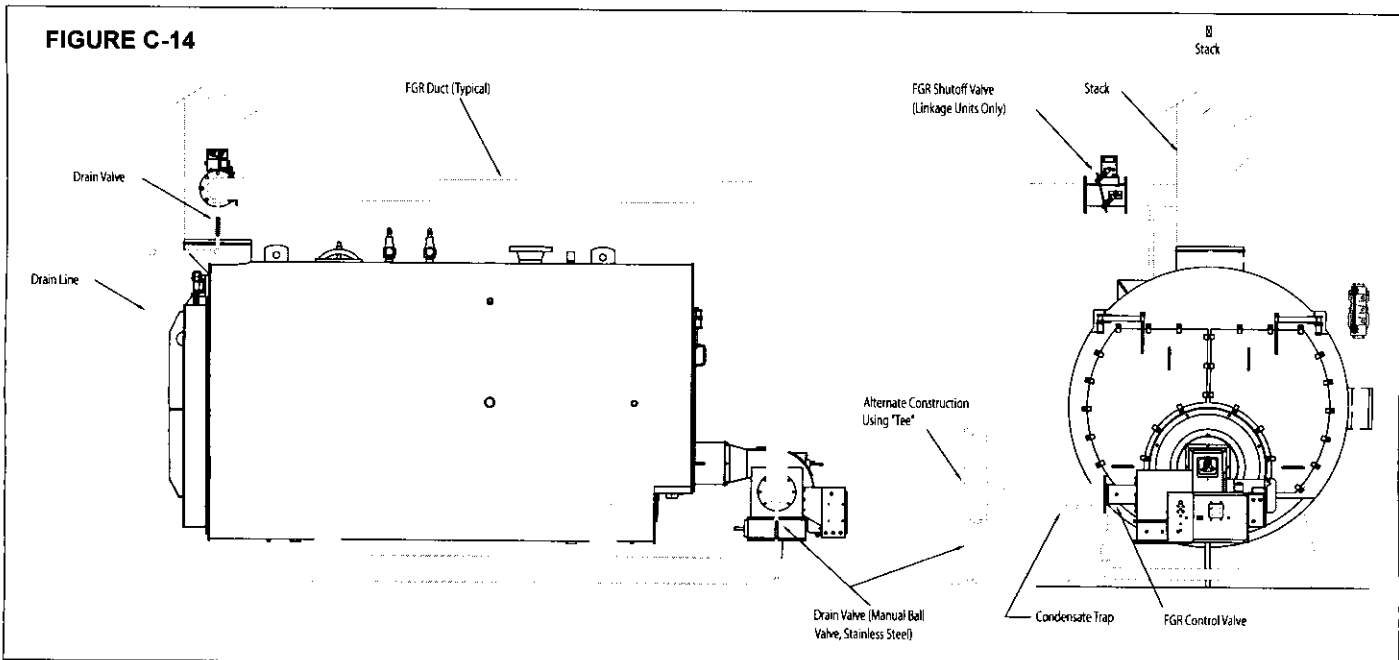 FIGURE C-14
Stack
FGR Duct (Typical)
FGR Shutoff Valve
(Linkage Units Only)
Stack
Drain Valve
Drain Line
Alternate Construction
Using "Tee"
Drain Valve (Manual Ball
Valve, Stainless Steel)
Condensate Trap
FGR Control Valve